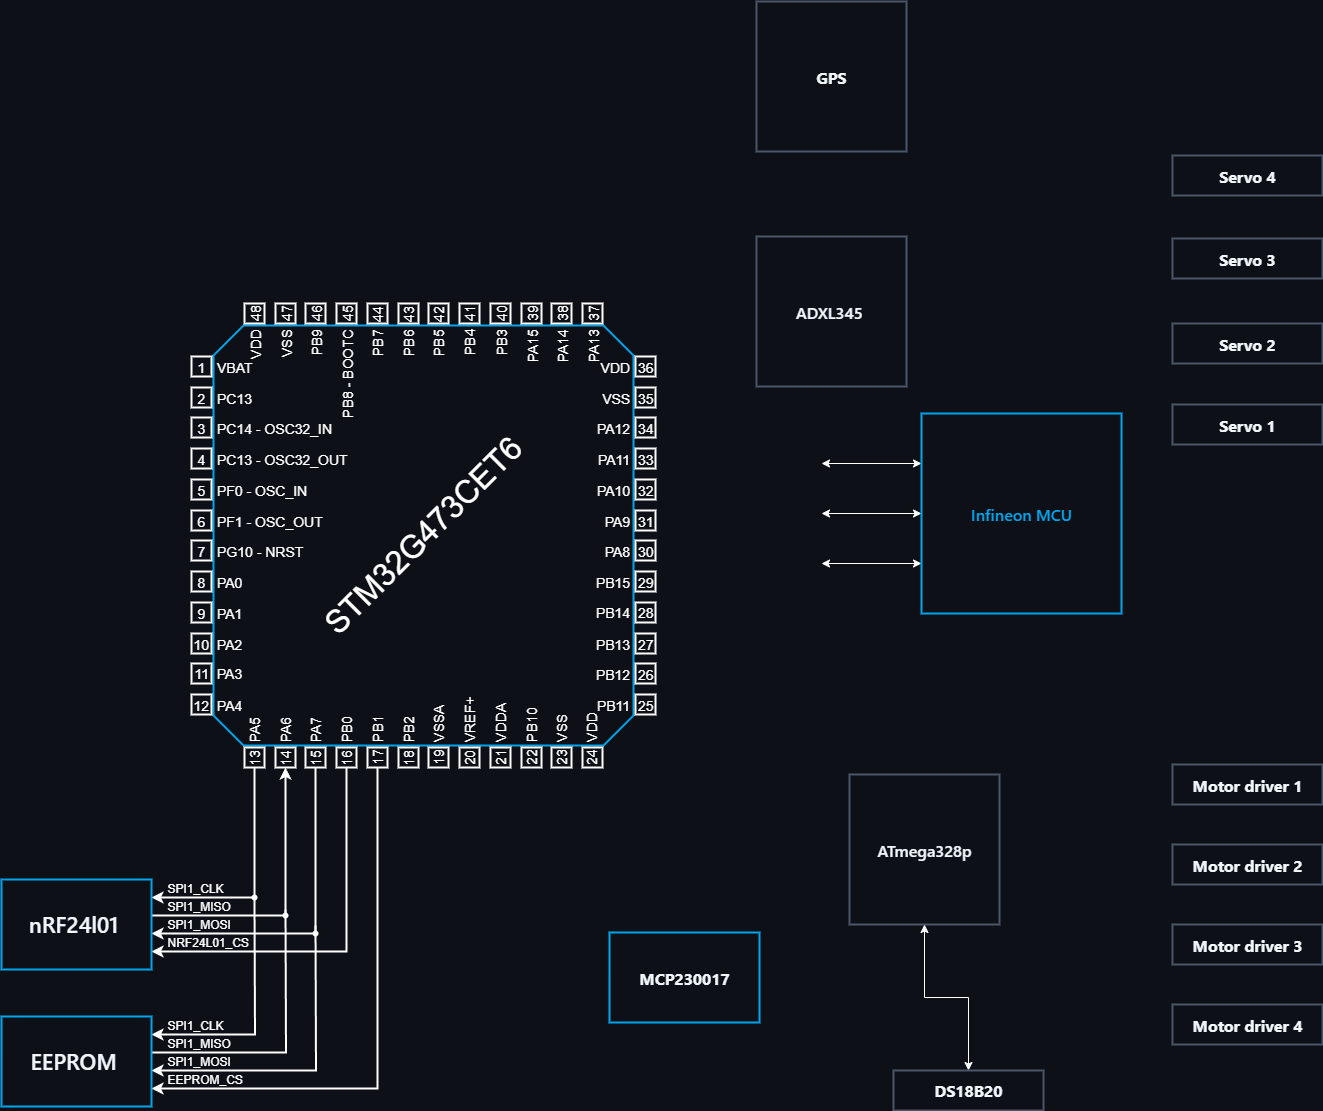 GPS
Servo 4
Servo 3
ADXL345
Servo 2
Servo 1
Infineon MCU
48
47
46
45
44
43
42
41
40
39
38
37
VDD
VSS
PB9
PB8 - BOOTC
PB7
PB6
PB5
PB4
PB3
PA15
PA14
PA13
1 VBAT
2 PC13
3 PC14 - OSC32_IN
4 PC13 - OSC32_OUT
5 PF0 - OSC_IN
6 PF1 - OSC_OUT
7 PG10 - NRST
8 PA0
9 PA1
10 PA2
11 PA3
12 PA4
STM32G473CET6
VDD 36
VSS 35
PA12 34
PA11 33
PA10 32
PA9 31
PA8 30
PB15 29
PB14 28
PB13 27
PB12 26
PB11 25
PA5
PA6
PA7
PB0
PB1
PB2
VSSA
VREF+
VDDA
PB10
VSS
VDD
13
14
15
16
17
18
19
20
21
22
23
24
nRF24l01
SPI1_CLK
SPI1_MISO
SPI1_MOSI
NRF24L01_CS
EEPROM
SPI1_CLK
SPI1_MISO
SPI1_MOSI
EEPROM_CS
MCP230017
ATmega328p
DS18B20
Motor driver 1
Motor driver 2
Motor driver 3
Motor driver 4